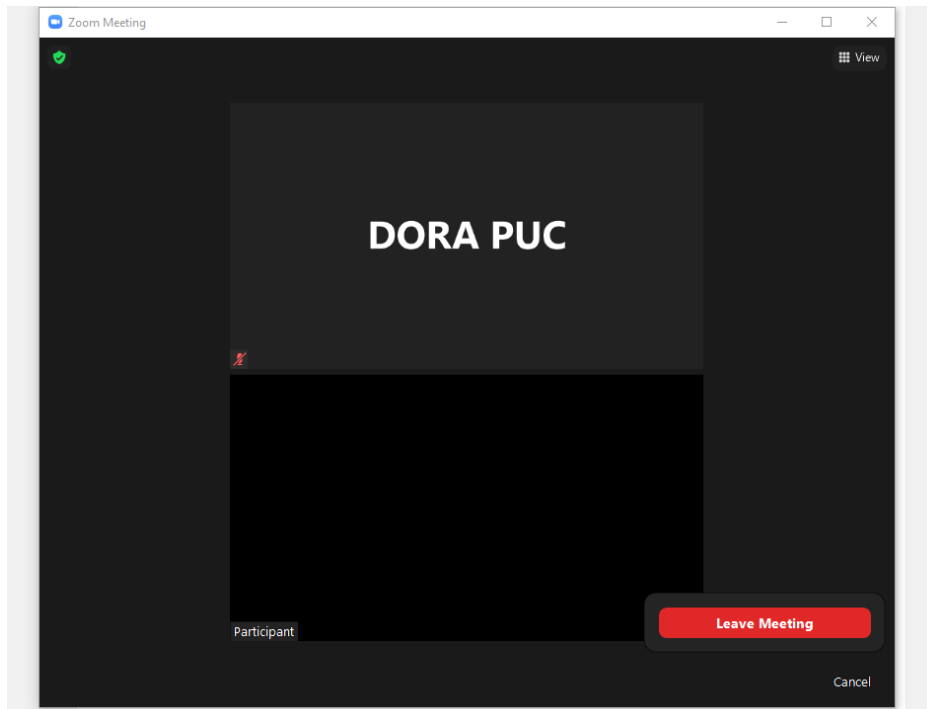 Zoom Meeting
View
DORA PUC
Participant
Leave Meeting
Cancel